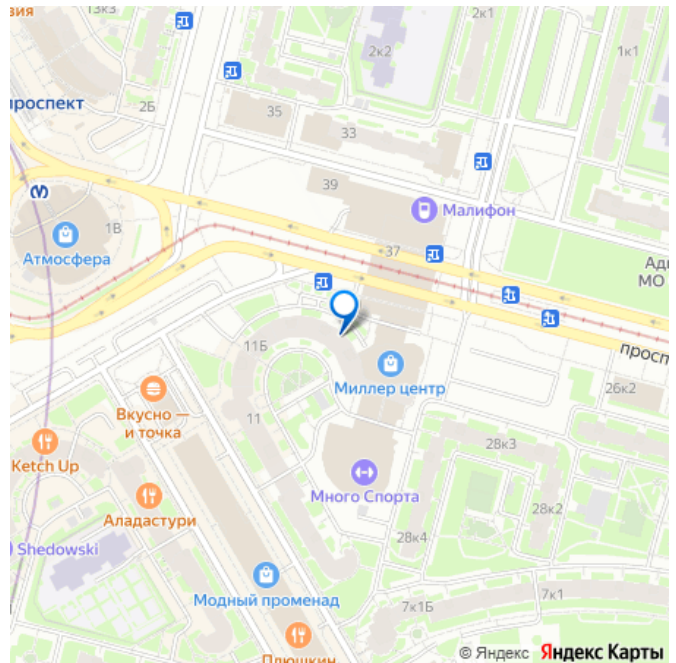 вия
13к3
2к1
2к2
1к1
проспект
2Б
35
33
39
Малифон
1В
Атмосфера
37
Ад
МО
11Б
просп
Миллер центр
26к2
Вкусно —
и точка
11
28к3
Ketch Up
Много Спорта
Аладастури
28к2
28к4
Shedowski
Модный променад
7к1
7к1Б
Плюшкин
© Яндекс Яндекс Карты